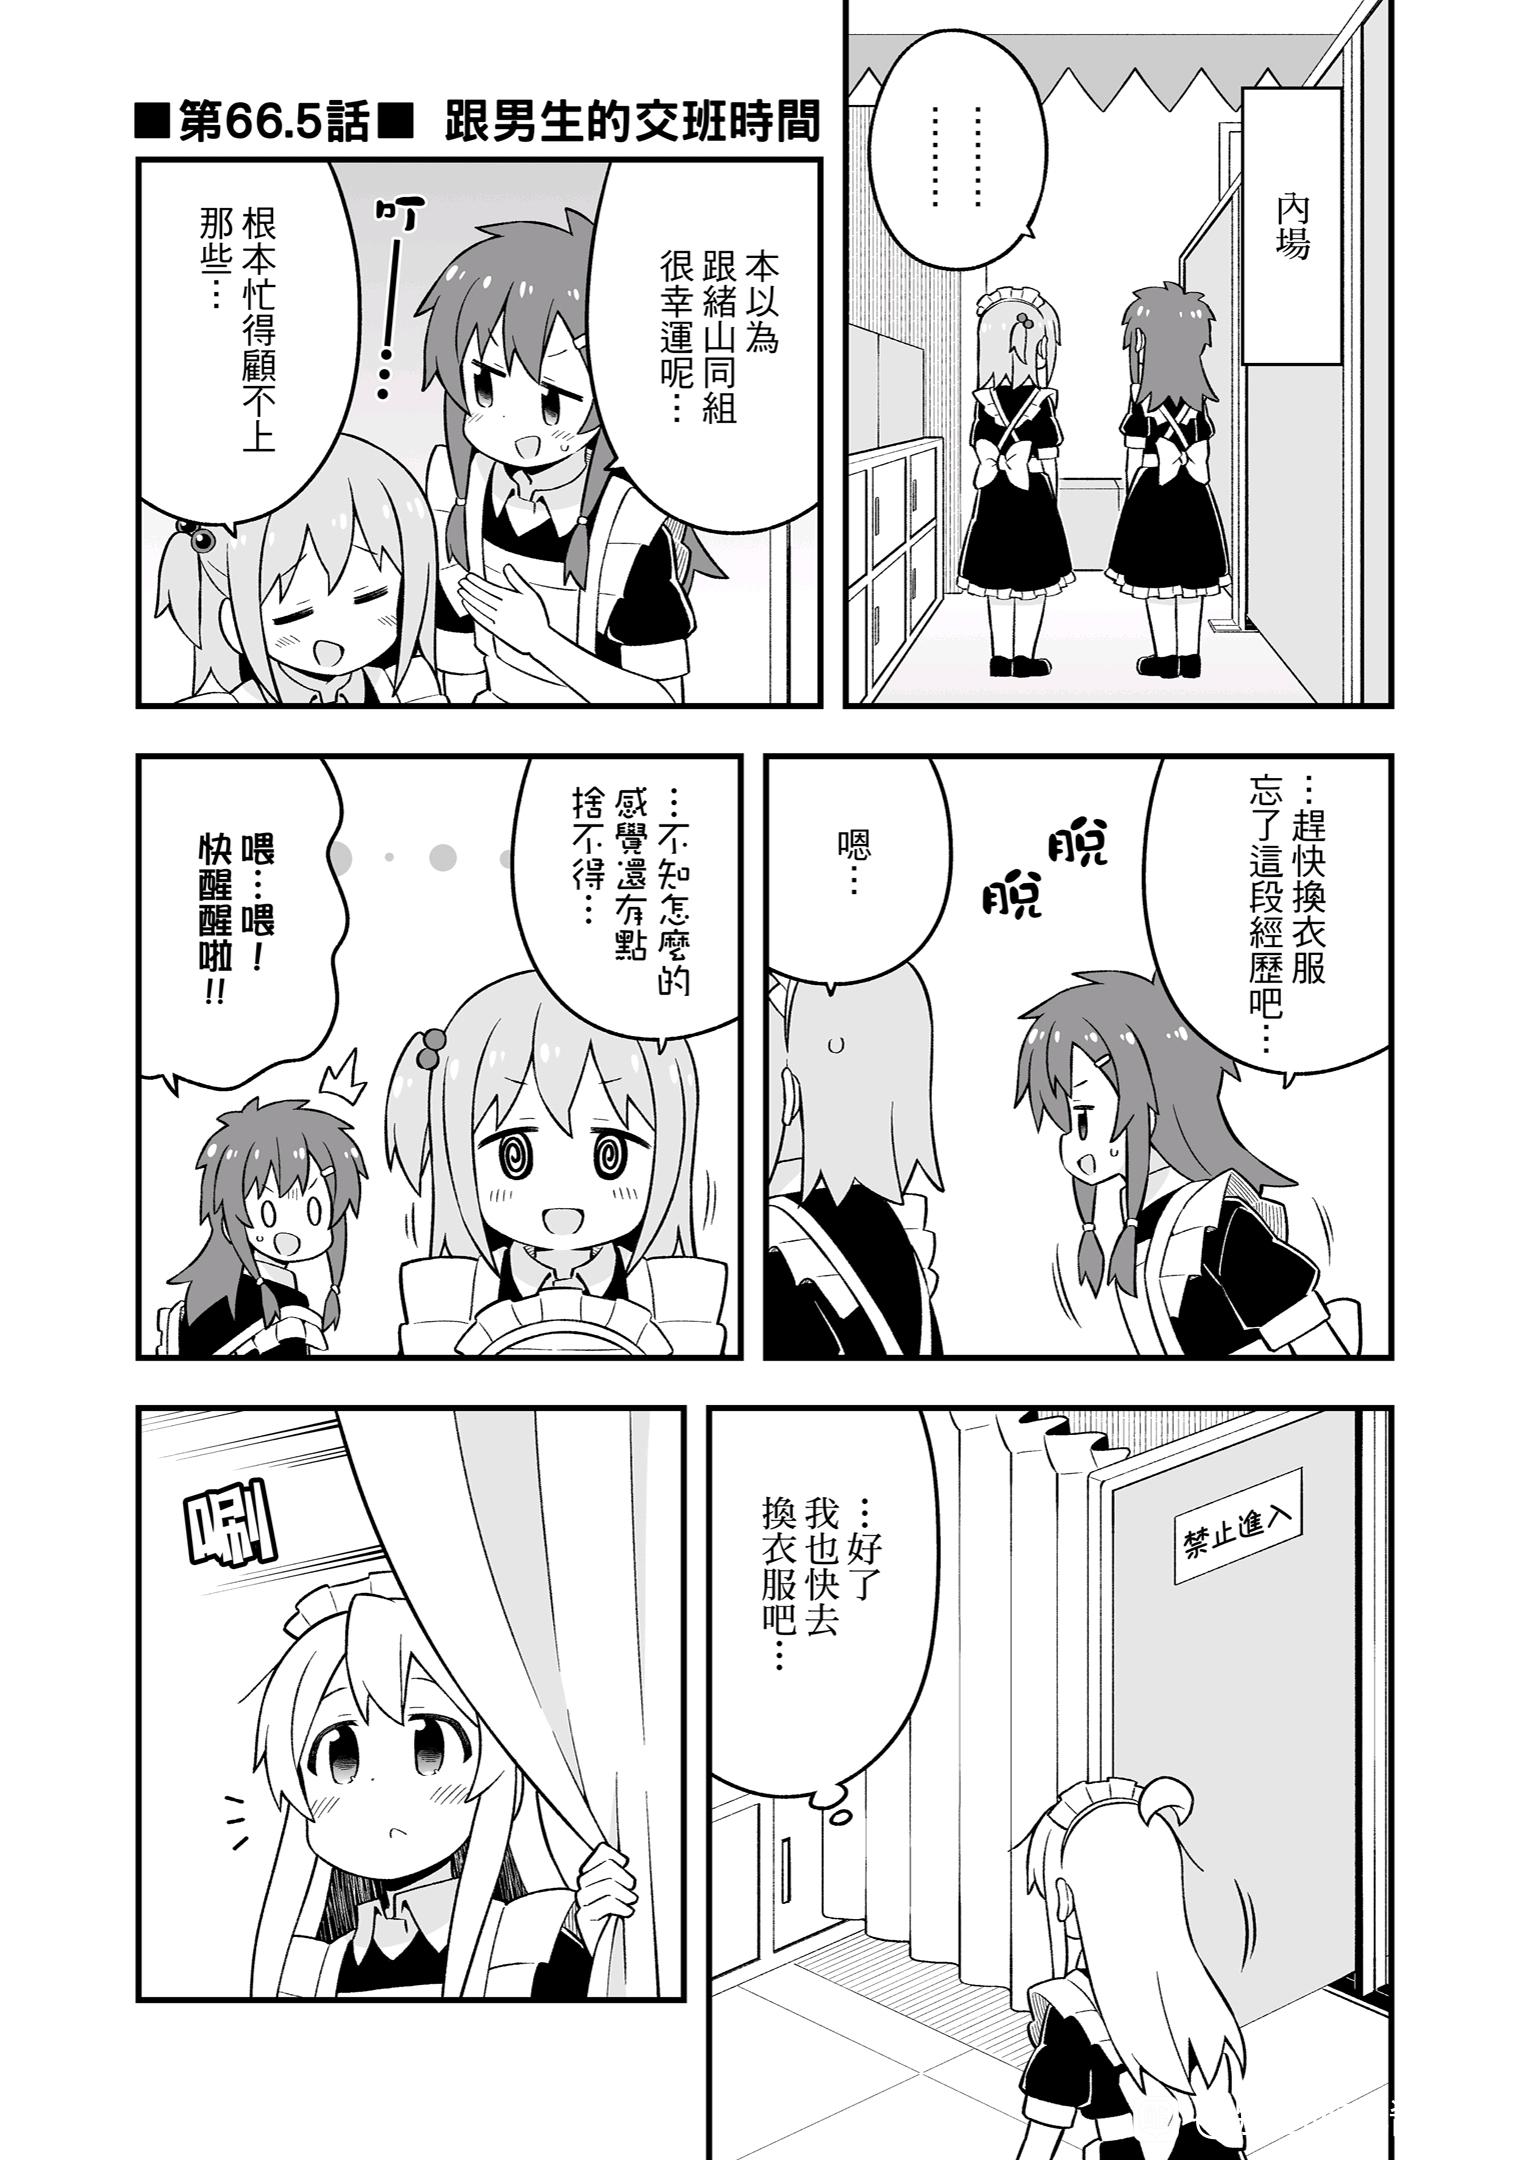 ■第66.5話■ 跟男生的交班時間
內場
………
………
本以為
跟緒山同組
很幸運呢…
叮——…
根本忙得顧不上
那些…
…趕快換衣服
忘了這段經歷吧…
脫
脫
嗯…
…不知怎麼的
感覺還有點
捨不得…
喂…喂！
快醒醒啦!!
禁止進入
…好了
我也快去
換衣服吧…
唰